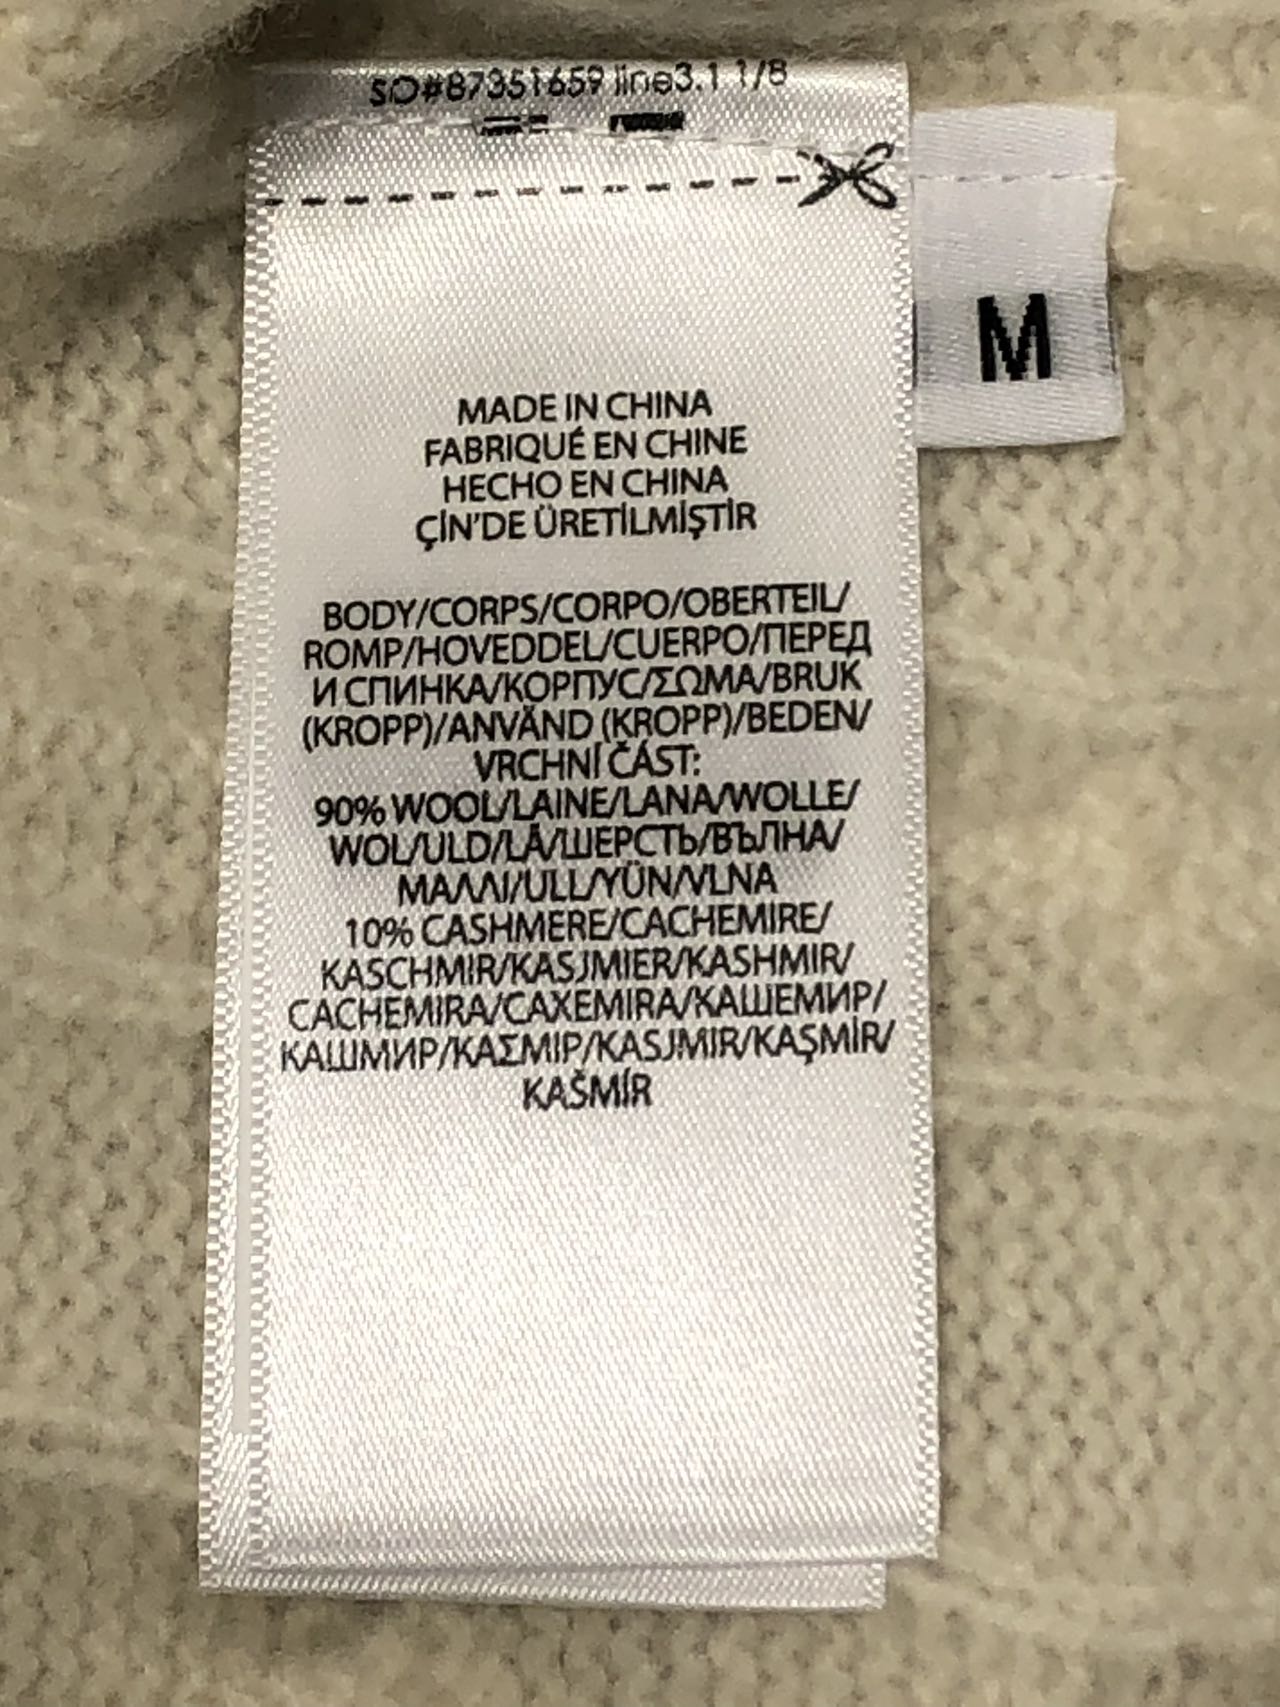 SO#87351659 line3.1 1/8
M
MADE IN CHINA
FABRIQUÉ EN CHINE
HECHO EN CHINA
ÇİN'DE ÜRETİLMİŞTİR
BODY/CORPS/CORPO/OBERTEIL/
ROMP/HOVEDDEL/CUERPO/ПЕРЕД
И СПИНКА/КОРПУС/ΣΩΜΑ/BRUK
(KROPP)/ANVÄND (KROPP)/BEDEN/
VRCHNÍ ČÁST:
90% WOOL/LAINE/LANA/WOLLE/
WOL/ULD/LÃ/ШЕРСТЬ/ВЪЛНА/
ΜΑΛΛΙ/ULL/YÜN/VLNA
10% CASHMERE/CACHEMIRE/
KASCHMIR/KASJMIER/KASHMIR/
CACHEMIRA/CAXEMIRA/КАШЕМИР/
КАШМИР/ΚΑΣΜΙΡ/KASJMIR/KAŞMİR/
KAŠMÍR